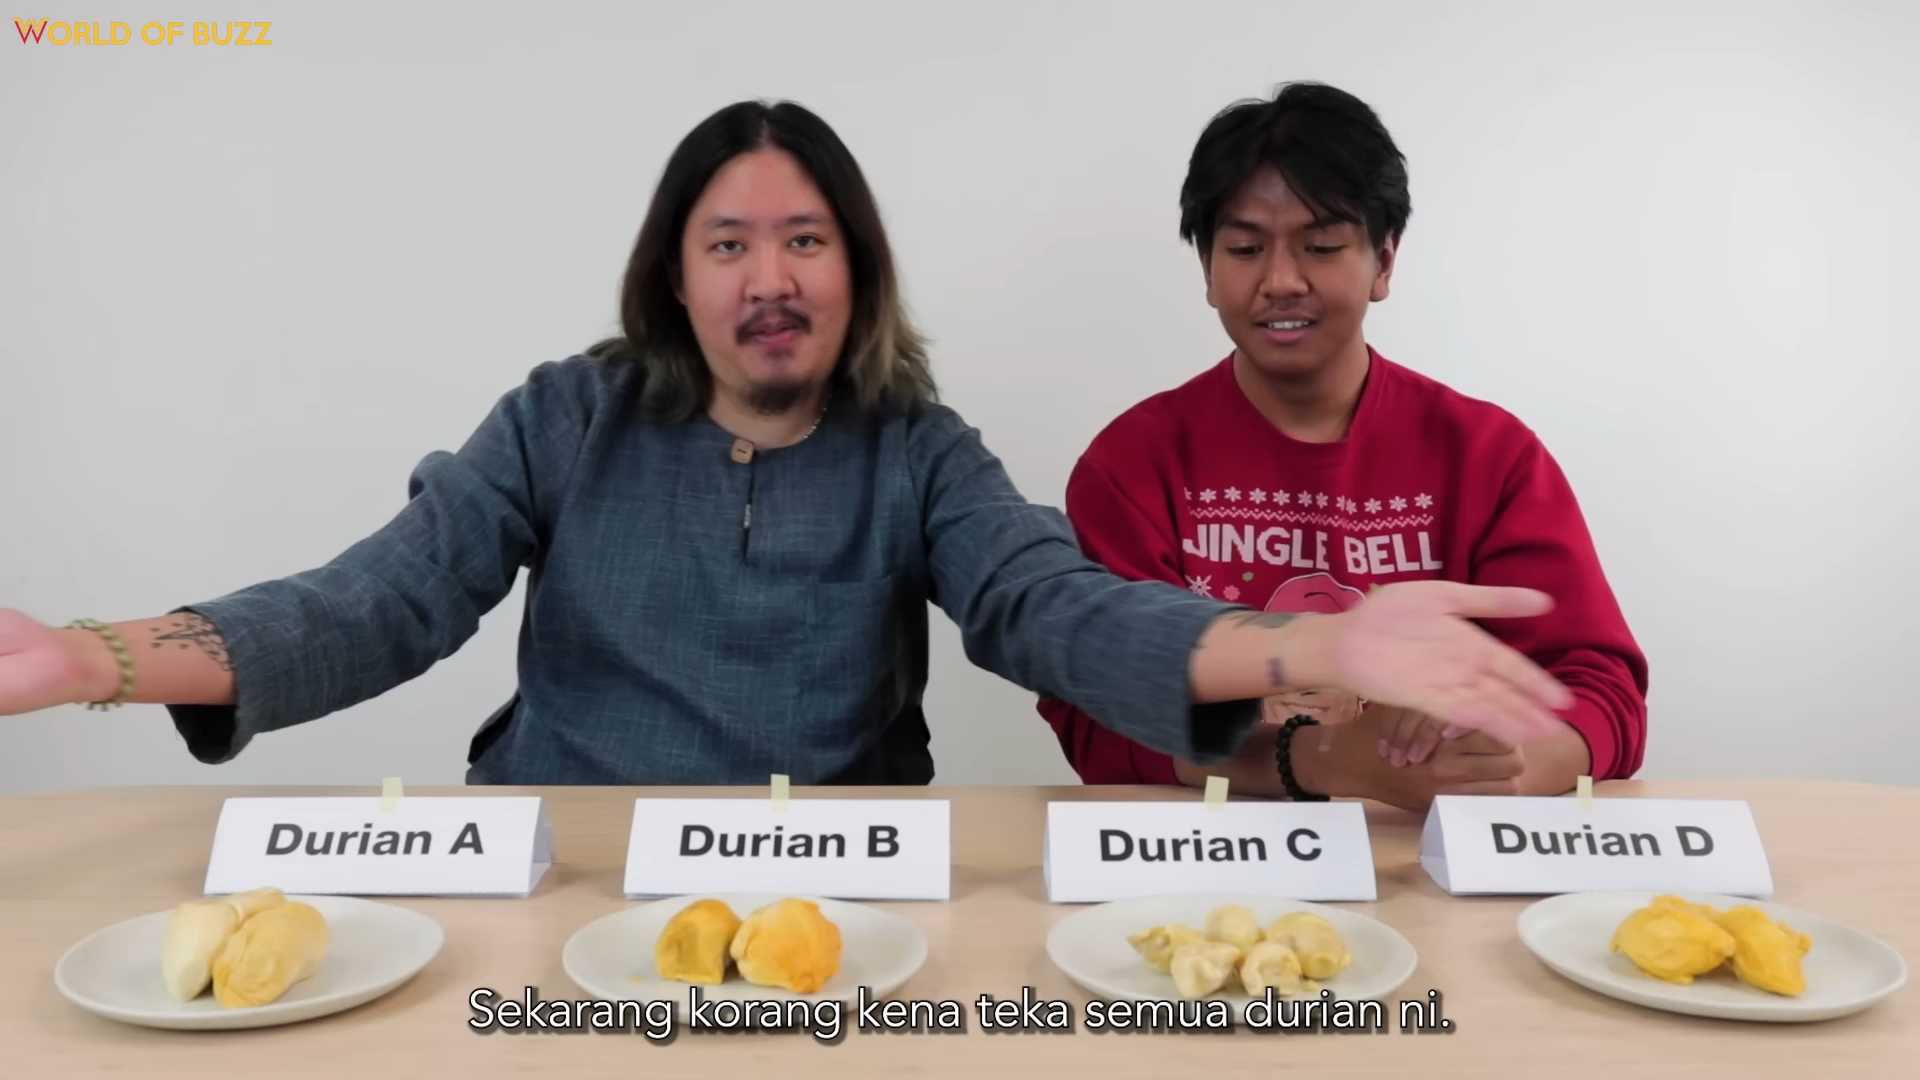 WORLD OF BUZZ
JINGLE BELL
Durian A
Durian B
Durian C
Durian D
Sekarang korang kena teka semua durian ni.